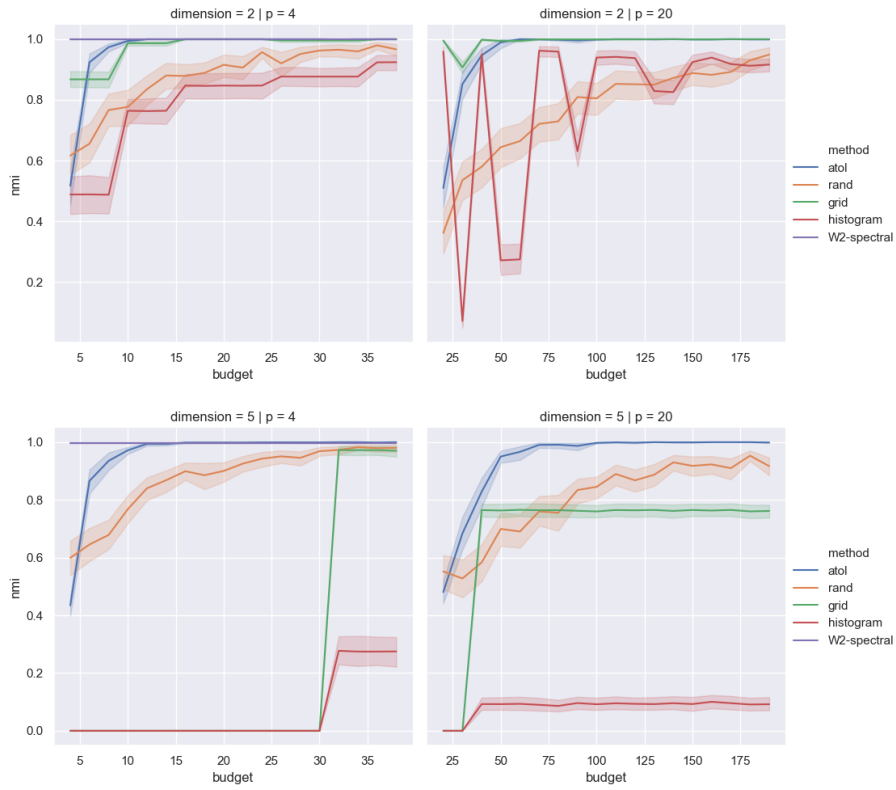 dimension = 2 | p = 4
dimension = 2 | p = 20
1.0
0.8
0.6
0.4
0.2
nmi
5 10 15 20 25 30 35
budget
25 50 75 100 125 150 175
budget
method
atol
rand
grid
histogram
W2-spectral
dimension = 5 | p = 4
dimension = 5 | p = 20
1.0
0.8
0.6
0.4
0.2
0.0
nmi
5 10 15 20 25 30 35
budget
25 50 75 100 125 150 175
budget
method
atol
rand
grid
histogram
W2-spectral